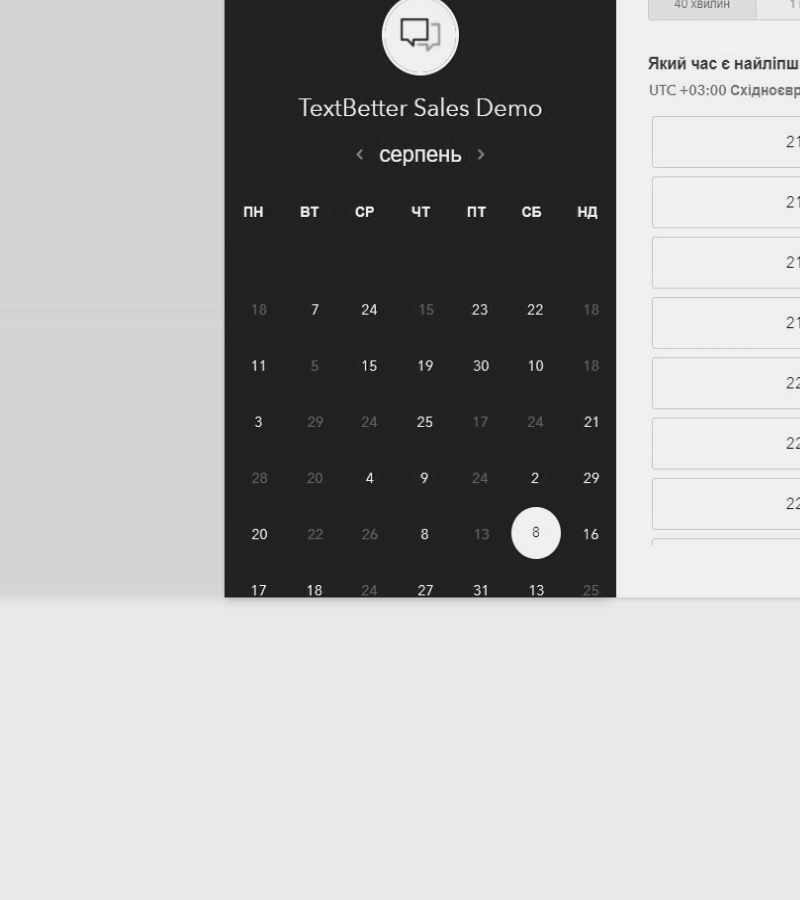 TextBetter Sales Demo
серпень
ПН ВТ СР ЧТ ПТ СБ НД
18 7 24 15 23 22 18
11 5 15 19 30 10 18
3 29 24 25 17 24 21
28 20 4 9 24 2 29
20 22 26 8 13 8 16
17 18 24 27 31 13 25
40 хвилин 1
Який час є найліпш
UTC +03:00 Східноєвр
21
21
21
21
22
22
22